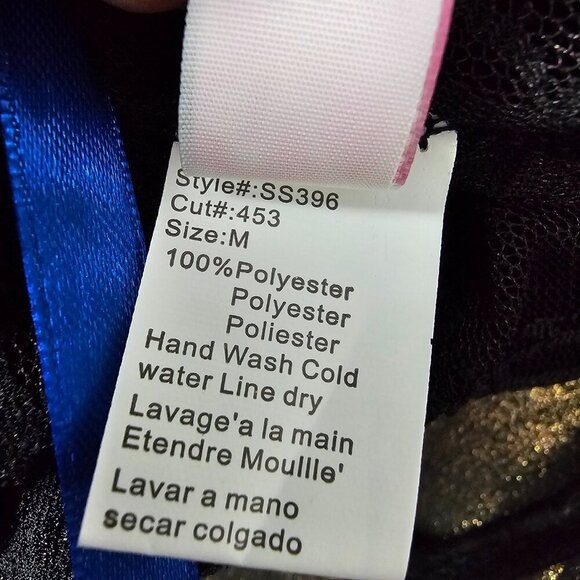 Style#:SS396
Cut#:453
Size:M
100%Polyester
Polyester
Poliester
Hand Wash Cold
water Line dry
Lavage'a la main
Etendre Moullle'
Lavar a mano
secar colgado